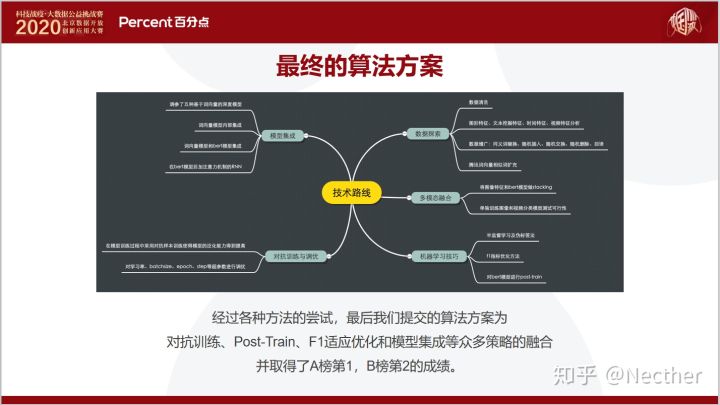 科技战疫·大数据公益挑战赛
2020 北京数据开放
创新应用大赛
Percent 百分点
最终的算法方案
技术路线
模型集成
调参了五种基于词向量的深度模型
词向量模型内部集成
词向量模型和bert模型集成
在bert模型后加注意力机制的RNN
对抗训练与调优
在模型训练过程中采用对抗样本训练使得模型的泛化能力得到提高
对学习率、batchsize、epoch、step等超参数进行调优
数据探索
数据清洗
图形特征、文本挖掘特征、时间特征、视频特征分析
数据增广:同义词替换、随机插入、随机交换、随机删除、回译
腾讯词向量相似词扩充
多模态融合
将图像特征和bert模型做stacking
单独训练图像和视频分类模型测试可行性
机器学习技巧
半监督学习及伪标签法
f1指标优化方法
对bert模型进行post-train
经过各种方法的尝试，最后我们提交的算法方案为
对抗训练、Post-Train、F1适应优化和模型集成等众多策略的融合
并取得了A榜第1，B榜第2的成绩。
知乎 @Necther